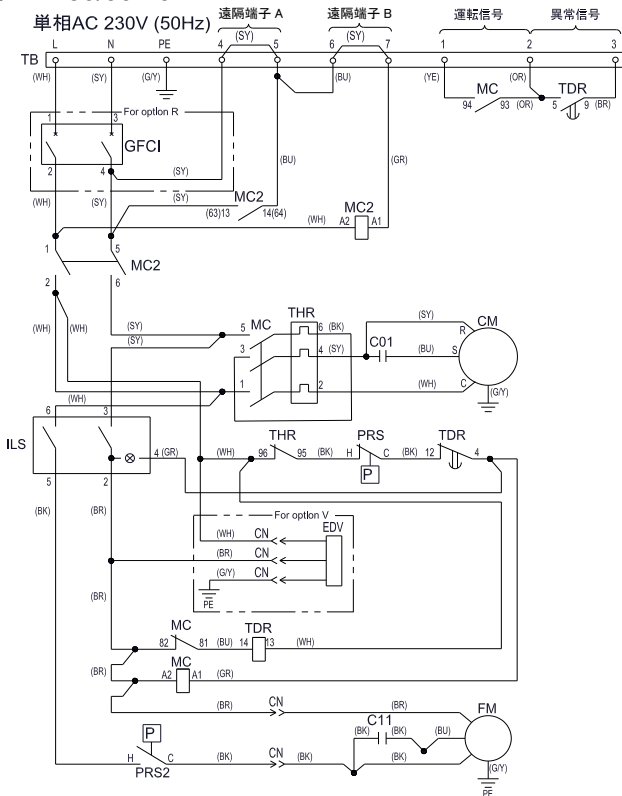 単相AC 230V (50Hz)
遠隔端子 A
遠隔端子 B
運転信号
異常信号
(SY)
(SY)
L N PE 4 5 6 7 1 2 3
TB
(WH) (SY) (G/Y) (BU) (YE) (OR)
MC TDR
94 93 (OR) 5 9 (BR)
For option R
1 3
GFCI
2 4
(SY)
(BU)
(GR)
(WH) (SY) (SY)
MC2
(63)13 14(64)
(WH)
MC2
A2 A1
1 5
MC2
2 6
(WH) (WH)
(SY)
(SY)
5 MC THR 6 (BK)
3 4 (SY)
1 2
C01
(SY)
(BU)
(WH)
R S C
CM
(G/Y)
(WH)
6 3
ILS
4 (GR)
5 2
(BK) (BR)
(WH) 96 THR 95 (BK) H PRS C (BK) 12 TDR 4
P
For option V
EDV
(WH) CN
(BR) CN
(G/Y) CN
PE
(BR)
MC
82 81 (BU) 14 TDR 13 (WH)
(BR)
MC
A2 A1 (GR)
(BR) CN (BR)
FM
C11
(BK) (BK) (BU)
P
H C (BK) CN (BK) (BK)
PRS2
(G/Y)
PE